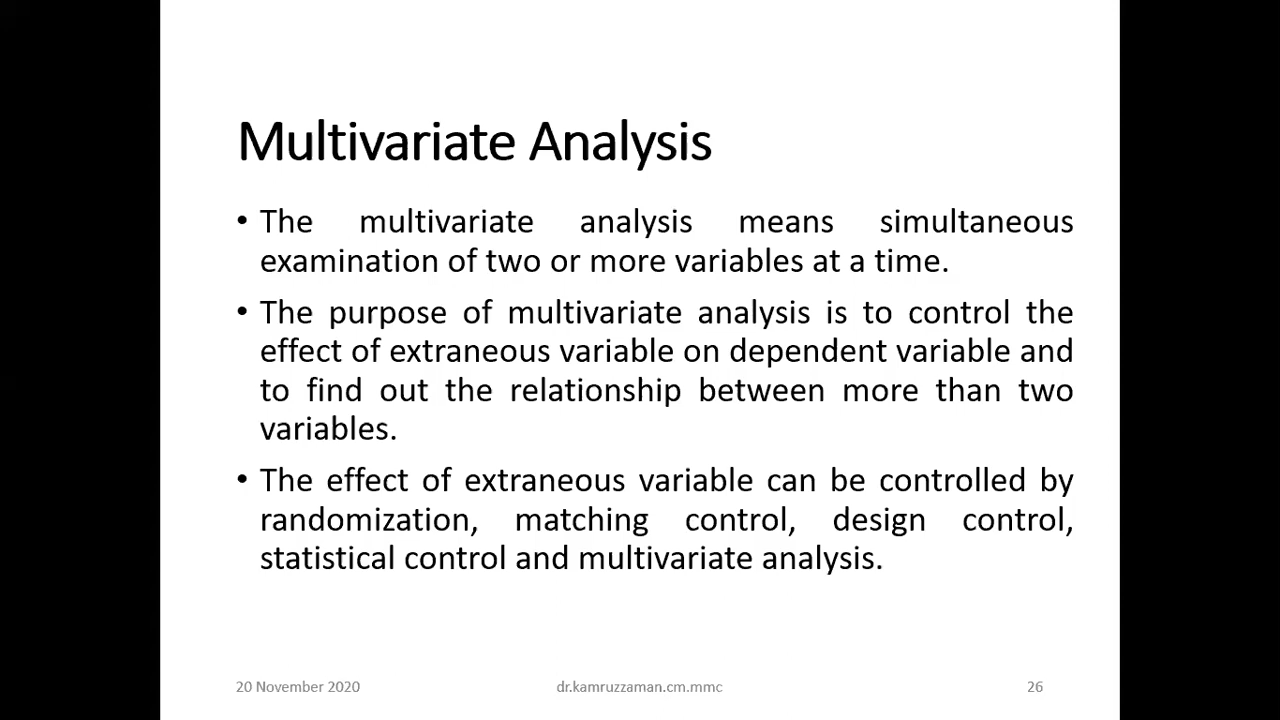 Multivariate Analysis
• The multivariate analysis means simultaneous
examination of two or more variables at a time.
• The purpose of multivariate analysis is to control the
effect of extraneous variable on dependent variable and
to find out the relationship between more than two
variables.
• The effect of extraneous variable can be controlled by
randomization, matching control, design control,
statistical control and multivariate analysis.
20 November 2020 dr.kamruzzaman.cm.mmc 26